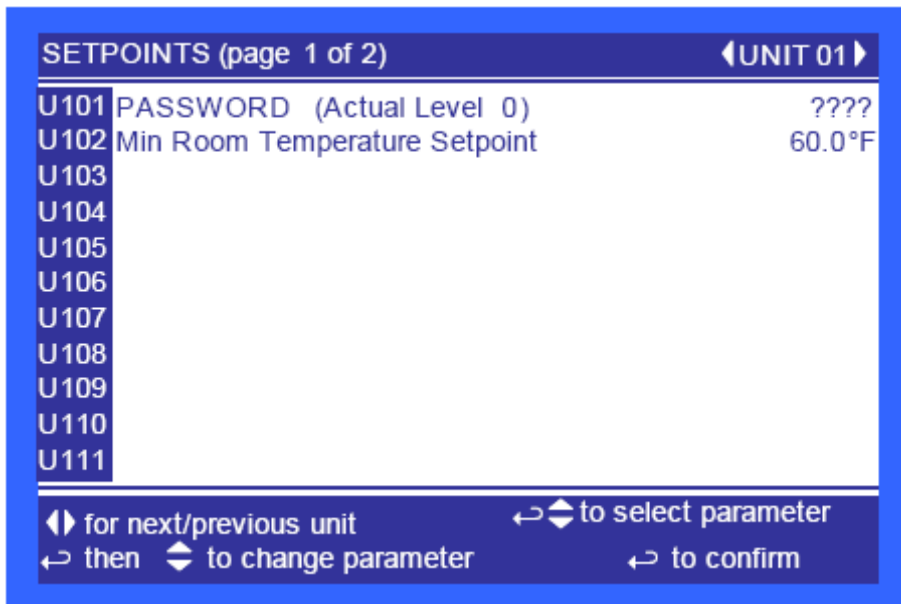 SETPOINTS (page 1 of 2) UNIT 01
U101 PASSWORD (Actual Level 0) ????
U102 Min Room Temperature Setpoint 60.0°F
U103
U104
U105
U106
U107
U108
U109
U110
U111
for next/previous unit to select parameter
then to change parameter to confirm